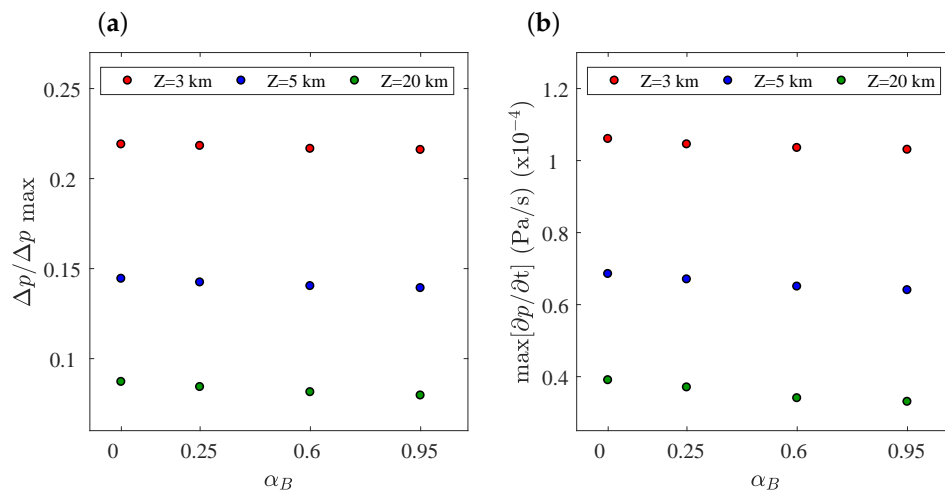 (a)
Z=3 km Z=5 km Z=20 km
0.25
0.2
0.15
0.1
Δp/Δp max
0 0.25 0.6 0.95
α_B
(b)
Z=3 km Z=5 km Z=20 km
1.2
1
0.8
0.6
0.4
max[∂p/∂t] (Pa/s) (x10⁻⁴)
0 0.25 0.6 0.95
α_B